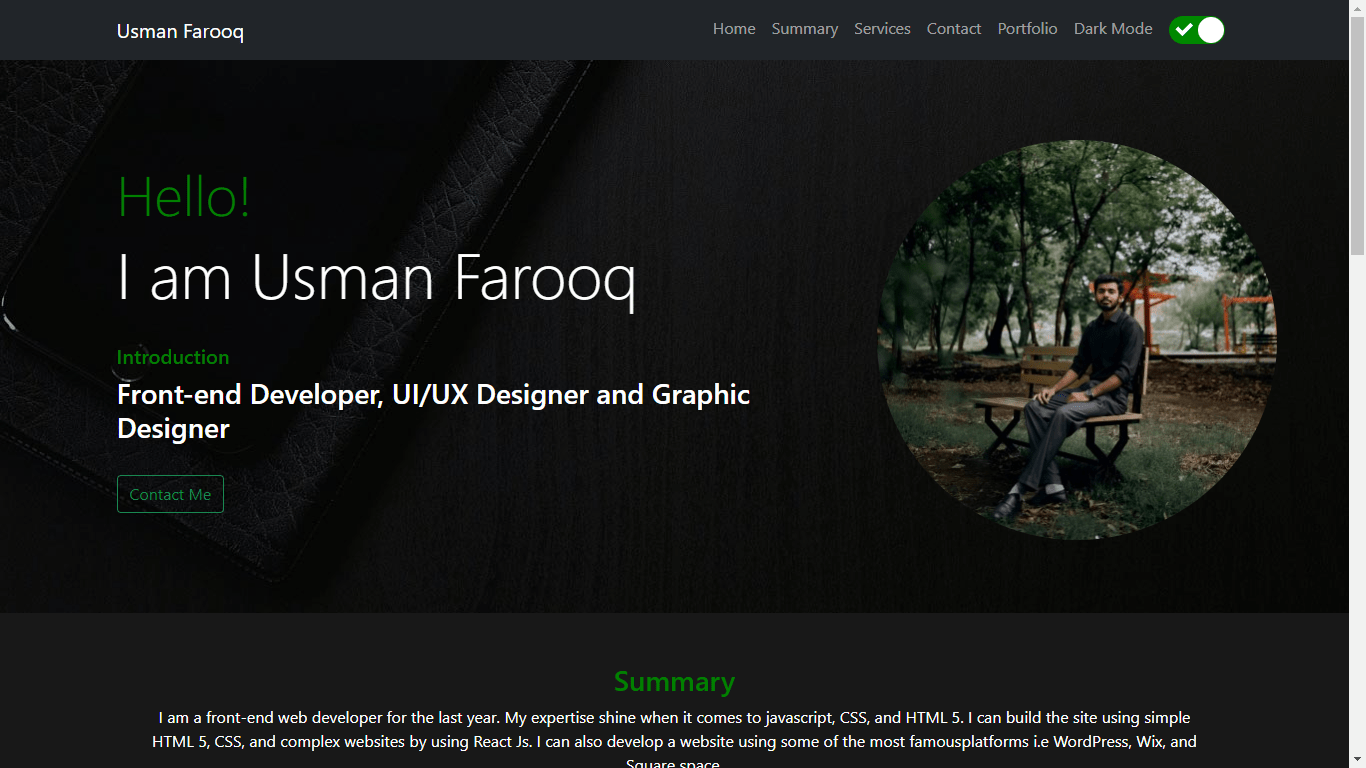 Usman Farooq
Home Summary Services Contact Portfolio Dark Mode
Hello!
I am Usman Farooq
Introduction
Front-end Developer, UI/UX Designer and Graphic
Designer
Contact Me
Summary
I am a front-end web developer for the last year. My expertise shine when it comes to javascript, CSS, and HTML 5. I can build the site using simple
HTML 5, CSS, and complex websites by using React Js. I can also develop a website using some of the most famousplatforms i.e WordPress, Wix, and
Square space